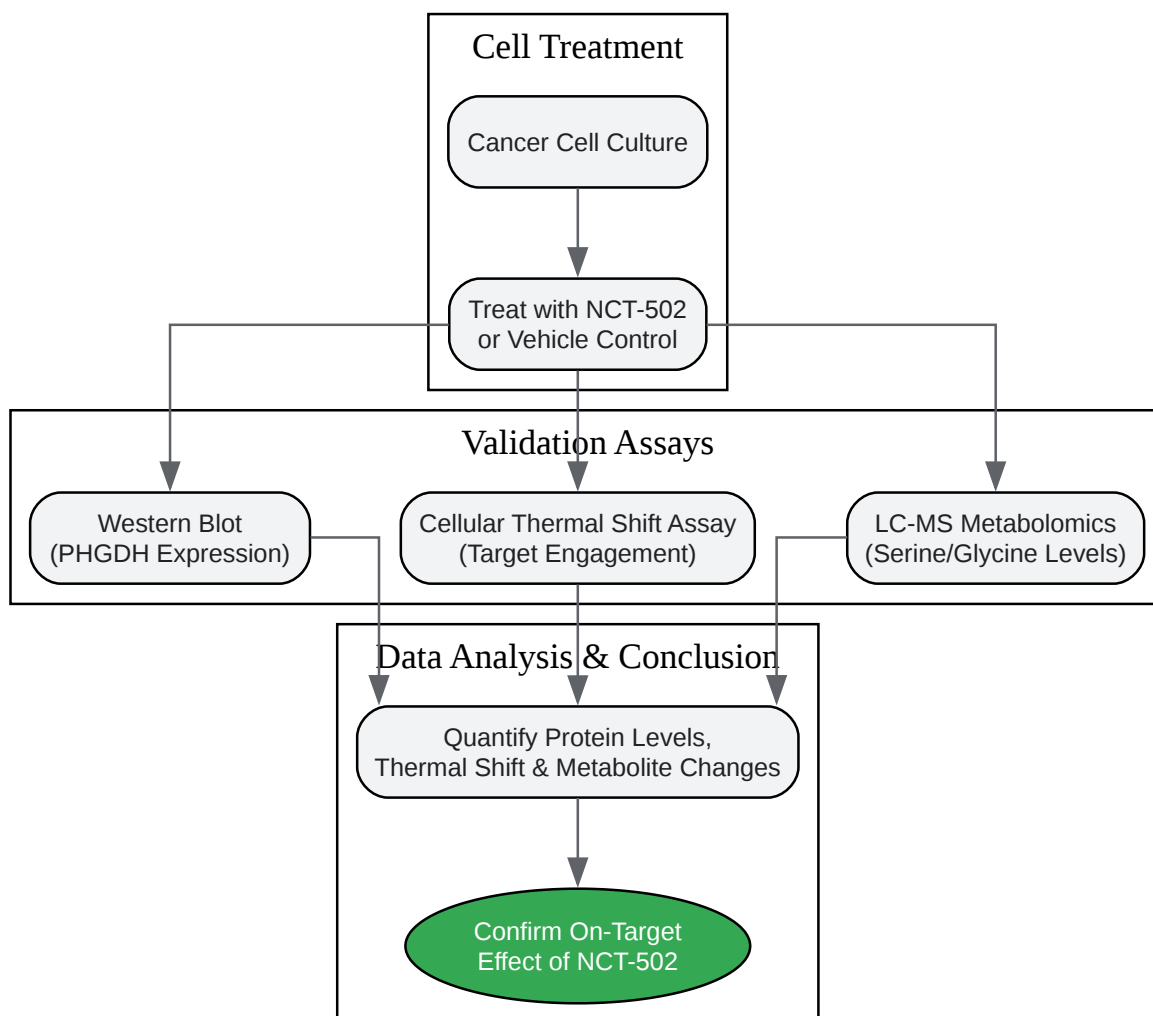 Cell Treatment
Cancer Cell Culture
Treat with NCT-502
or Vehicle Control
Validation Assays
Western Blot
(PHGDH Expression)
Cellular Thermal Shift Assay
(Target Engagement)
LC-MS Metabolomics
(Serine/Glycine Levels)
Data Analysis & Conclusion
Quantify Protein Levels,
Thermal Shift & Metabolite Changes
Confirm On-Target
Effect of NCT-502